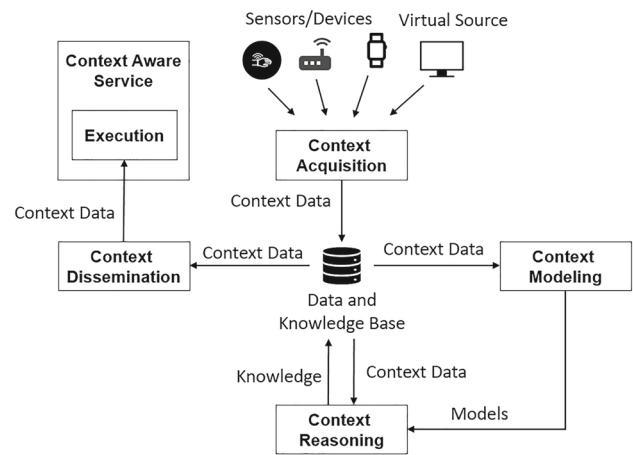 Sensors/Devices
Virtual Source
Context Aware
Service
Execution
Context
Acquisition
Context Data
Context Data
Context
Dissemination
Context Data
Context Data
Context
Modeling
Data and
Knowledge Base
Knowledge
Context Data
Context
Reasoning
Models